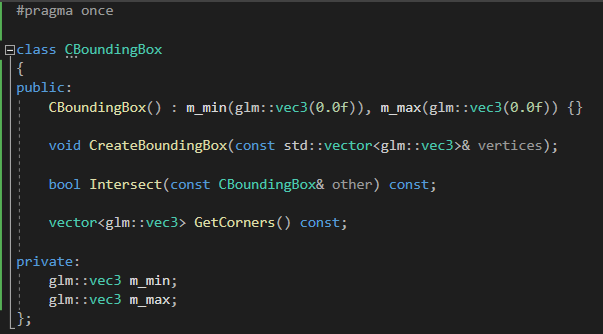 #pragma once
class CBoundingBox
{
public:
CBoundingBox() : m_min(glm::vec3(0.0f)), m_max(glm::vec3(0.0f)) {}
void CreateBoundingBox(const std::vector<glm::vec3>& vertices);
bool Intersect(const CBoundingBox& other) const;
vector<glm::vec3> GetCorners() const;
private:
glm::vec3 m_min;
glm::vec3 m_max;
};